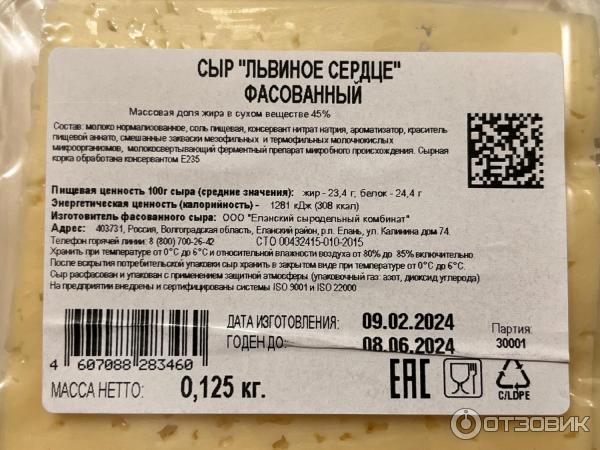 СЫР "ЛЬВИНОЕ СЕРДЦЕ"
ФАСОВАННЫЙ
Массовая доля жира в сухом веществе 45%
Состав: молоко нормализованное, соль пищевая, консервант нитрат натрия, ароматизатор, краситель
пищевой аннато, смешанные закваски мезофильных и термофильных молочнокислых
микроорганизмов, молокосвертывающий ферментный препарат микробного происхождения. Сырная
корка обработана консервантом Е235
Пищевая ценность 100г сыра (средние значения): жир - 23,4 г, белок - 24,4 г
Энергетическая ценность (калорийность) - 1281 кДж (308 ккал)
Изготовитель фасованного сыра: ООО "Еланский сыродельный комбинат"
Адрес: 403731, Россия, Волгоградская область, Еланский район, р.п. Елань, ул. Калинина дом 74.
Телефон горячей линии: 8 (800) 700-26-42 СТО 00432415-010-2015
Хранить при температуре от 0°С до 6°С и относительной влажности воздуха от 80% до 85% включительно.
После вскрытия потребительской упаковки сыр хранить в закрытом виде при температуре от 0°С до 6°С.
Сыр расфасован и упакован с применением защитной атмосферы (упаковочный газ: азот, диоксид углерода)
На предприятии внедрены и сертифицированы системы ISO 9001 и ISO 22000
ДАТА ИЗГОТОВЛЕНИЯ: 09.02.2024 Партия:
ГОДЕН ДО: 08.06.2024 30001
4 607088 283460
МАССА НЕТТО: 0,125 кг.
EAC
4
C/LDPE
ОТЗОВИК